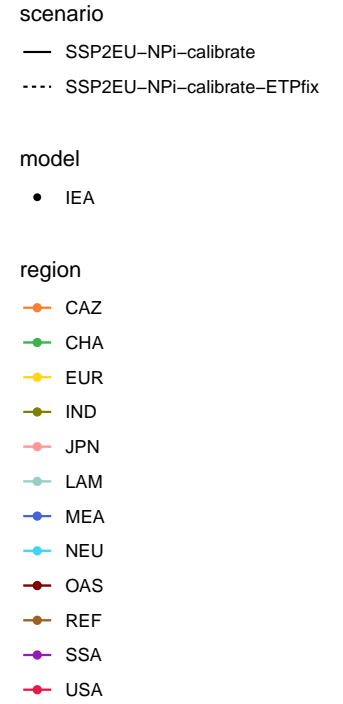 scenario
SSP2EU−NPi−calibrate
SSP2EU−NPi−calibrate−ETPfix
model
IEA
region
CAZ
CHA
EUR
IND
JPN
LAM
MEA
NEU
OAS
REF
SSA
USA